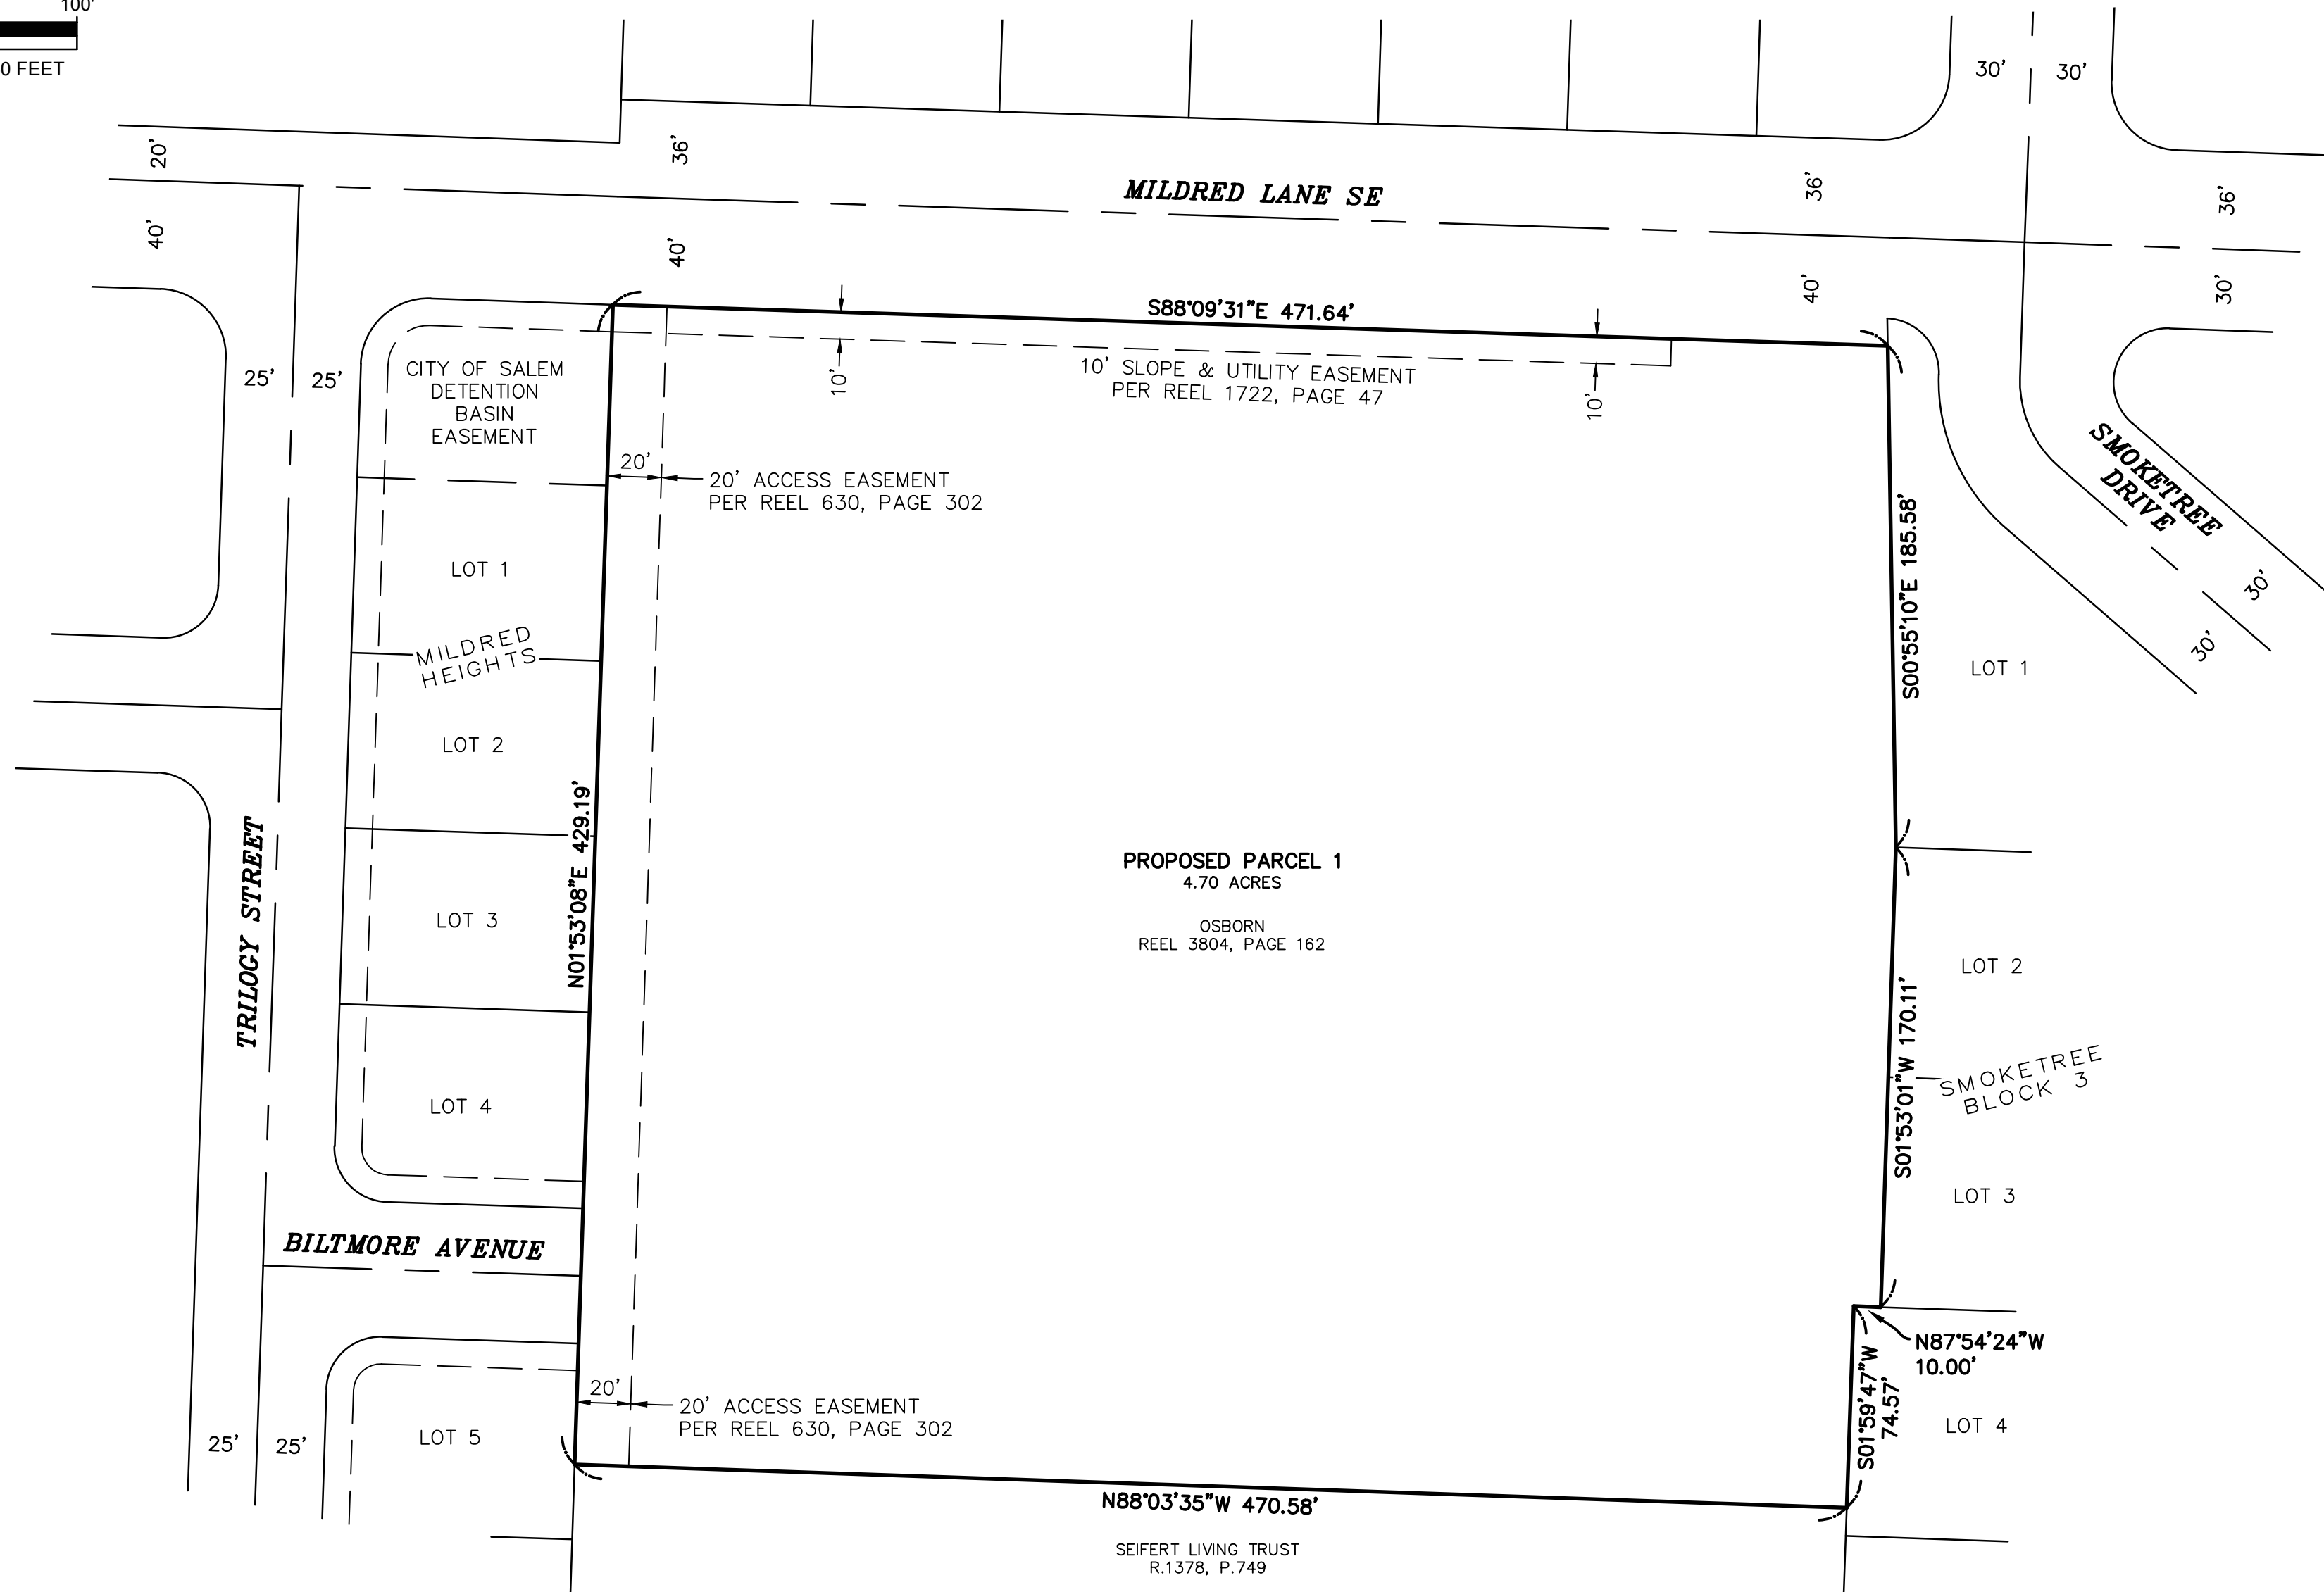 100'
0 FEET
30' 30'
20'
36'
MILDRED LANE SE
36'
36'
40'
40'
40'
30'
S88°09'31"E 471.64'
CITY OF SALEM
DETENTION
BASIN
EASEMENT
25' 25'
10'
10' SLOPE & UTILITY EASEMENT
PER REEL 1722, PAGE 47
10'
SMOKETREE
DRIVE
20'
20' ACCESS EASEMENT
PER REEL 630, PAGE 302
S00°55'10"E 185.58'
30'
30'
LOT 1
LOT 1
MILDRED
HEIGHTS
LOT 2
N01°53'08"E 429.19'
TRILOGY STREET
PROPOSED PARCEL 1
4.70 ACRES
OSBORN
REEL 3804, PAGE 162
LOT 3
LOT 2
S01°53'01"W 170.11'
SMOKETREE
BLOCK 3
LOT 4
LOT 3
BILTMORE AVENUE
N87°54'24"W
10.00'
S01°59'47"W
74.57'
20'
20' ACCESS EASEMENT
PER REEL 630, PAGE 302
LOT 4
LOT 5
25' 25'
N88°03'35"W 470.58'
SEIFERT LIVING TRUST
R.1378, P.749